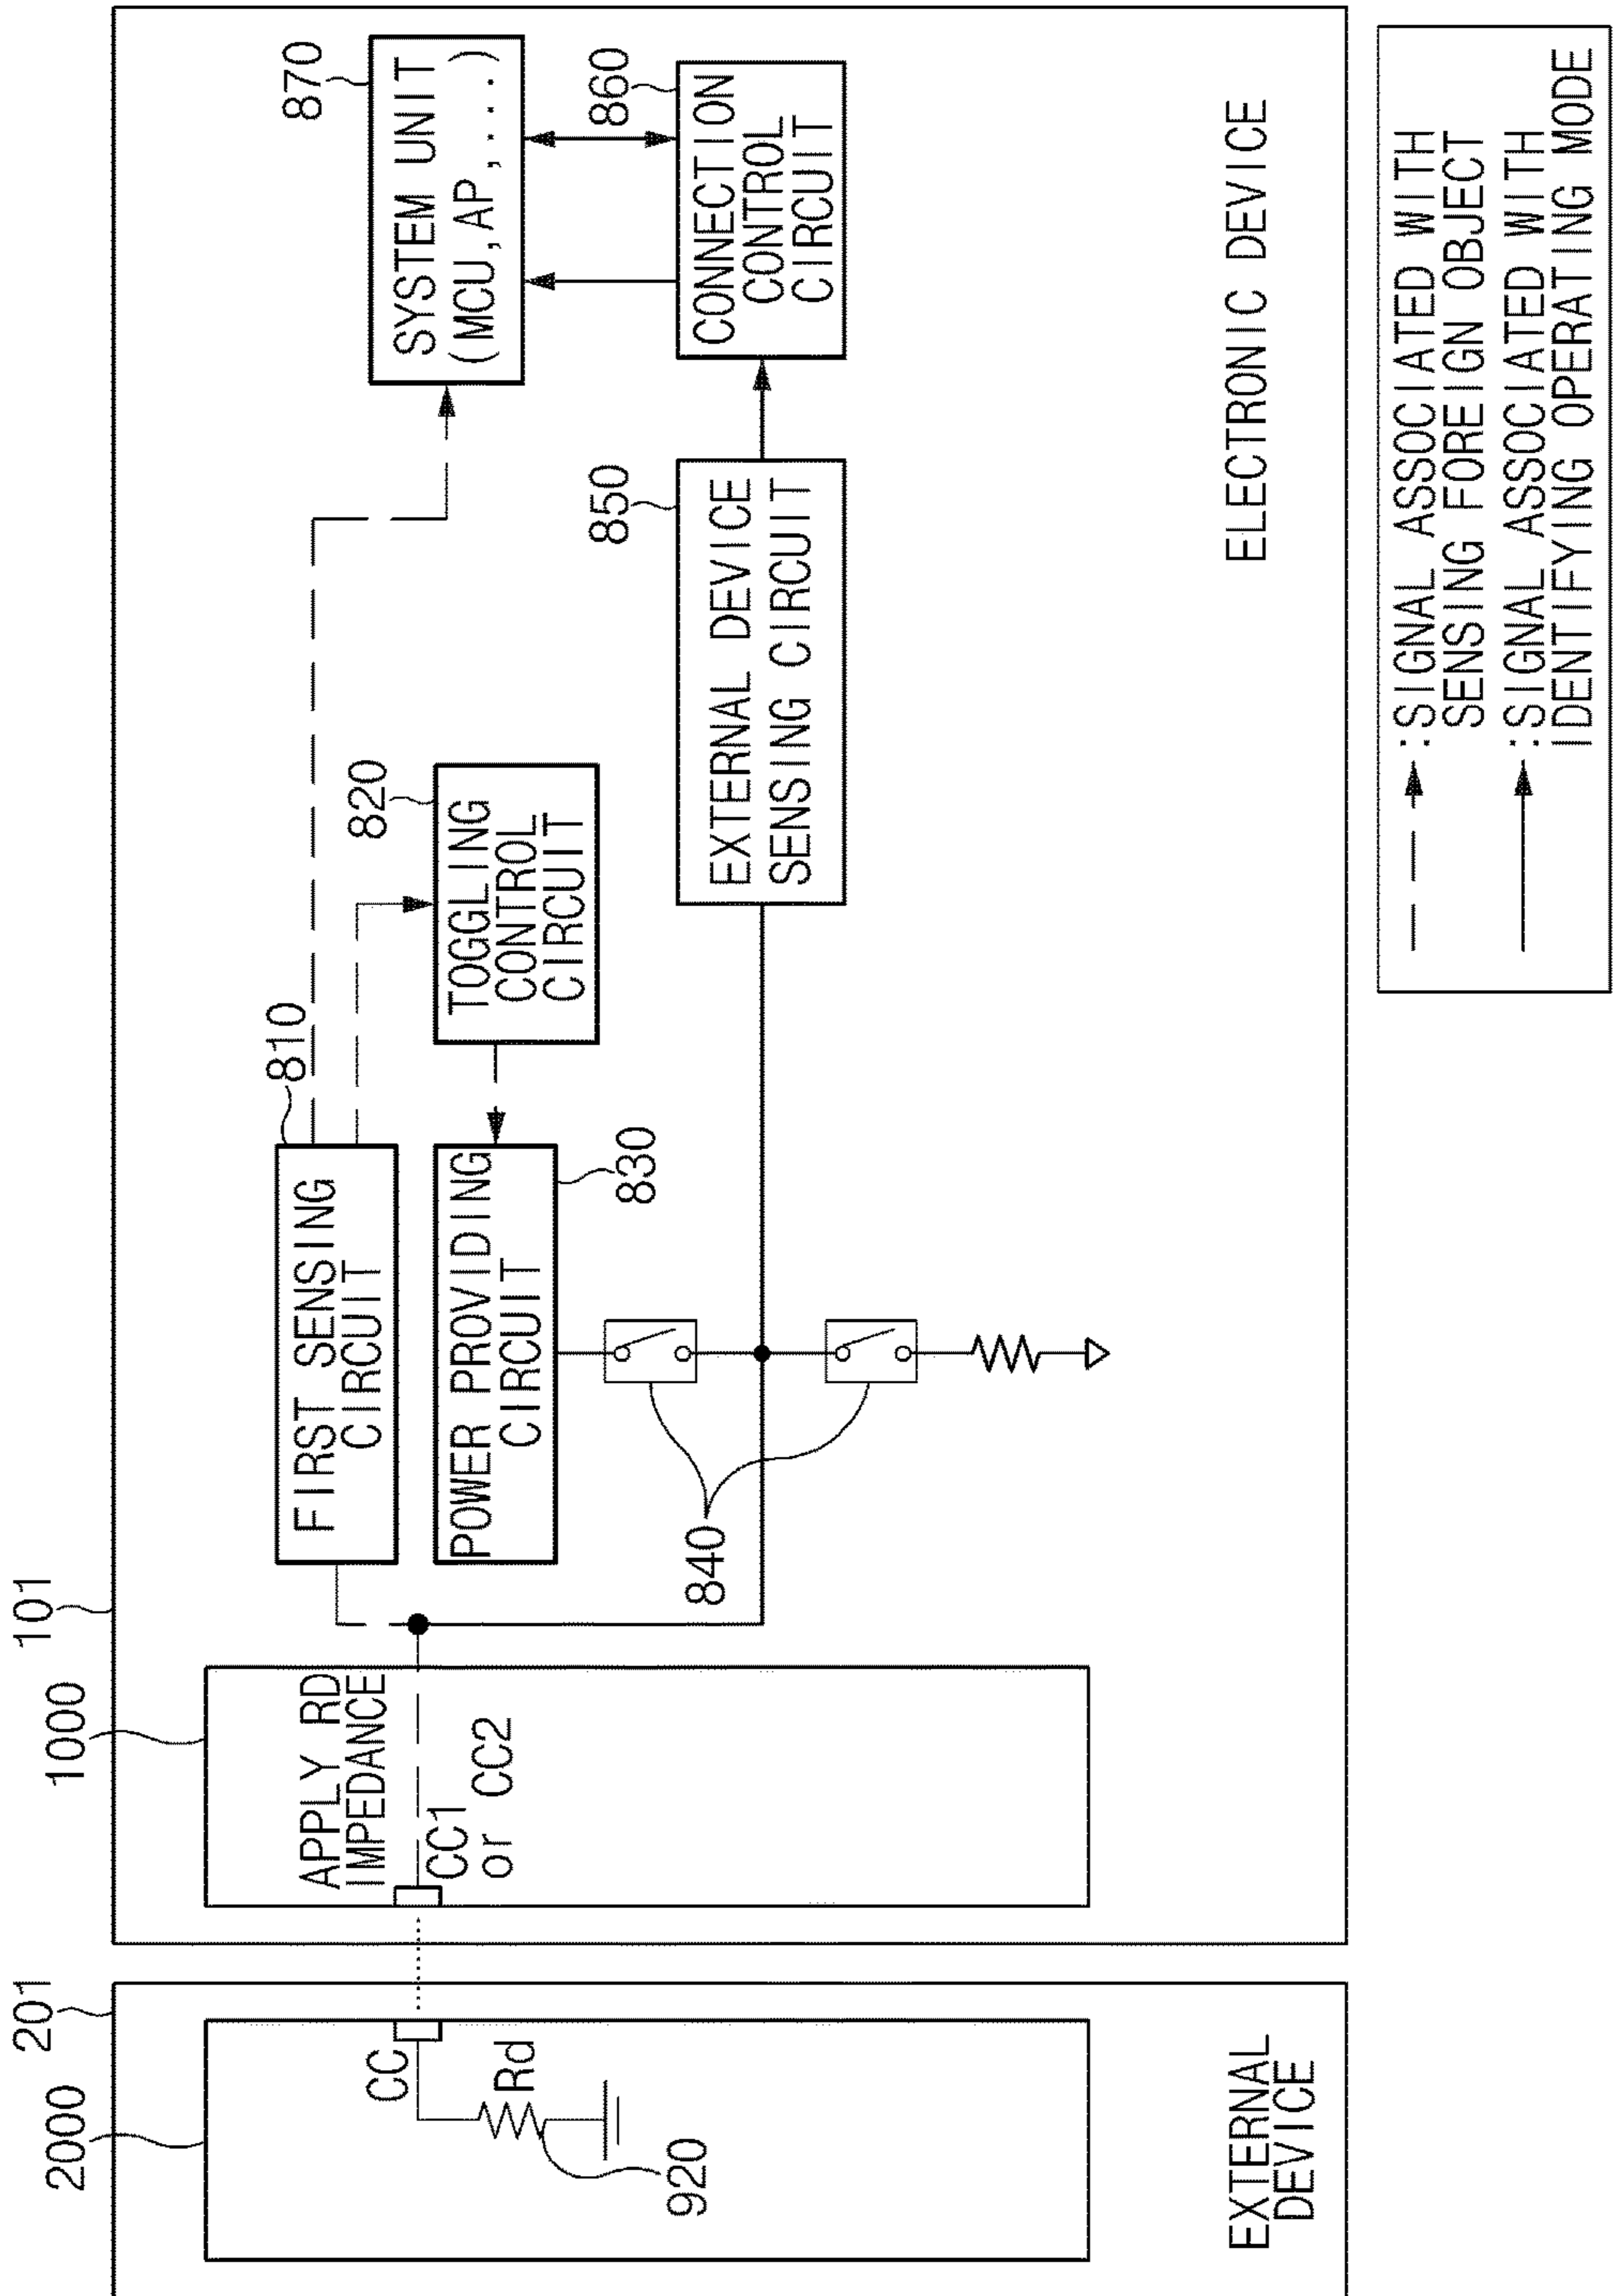 201
2000
CC
Rd
920
EXTERNAL
DEVICE
101
1000
APPLY RD
IMPEDANCE
CC1
or CC2
FIRST SENSING
CIRCUIT
810
POWER PROVIDING
CIRCUIT
830
840
TOGGLING
CONTROL
CIRCUIT
820
EXTERNAL DEVICE
SENSING CIRCUIT
850
SYSTEM UNIT
(MCU,AP,...)
870
CONNECTION
CONTROL
CIRCUIT
860
ELECTRONIC DEVICE
:SIGNAL ASSOCIATED WITH
SENSING FOREIGN OBJECT
:SIGNAL ASSOCIATED WITH
IDENTIFYING OPERATING MODE